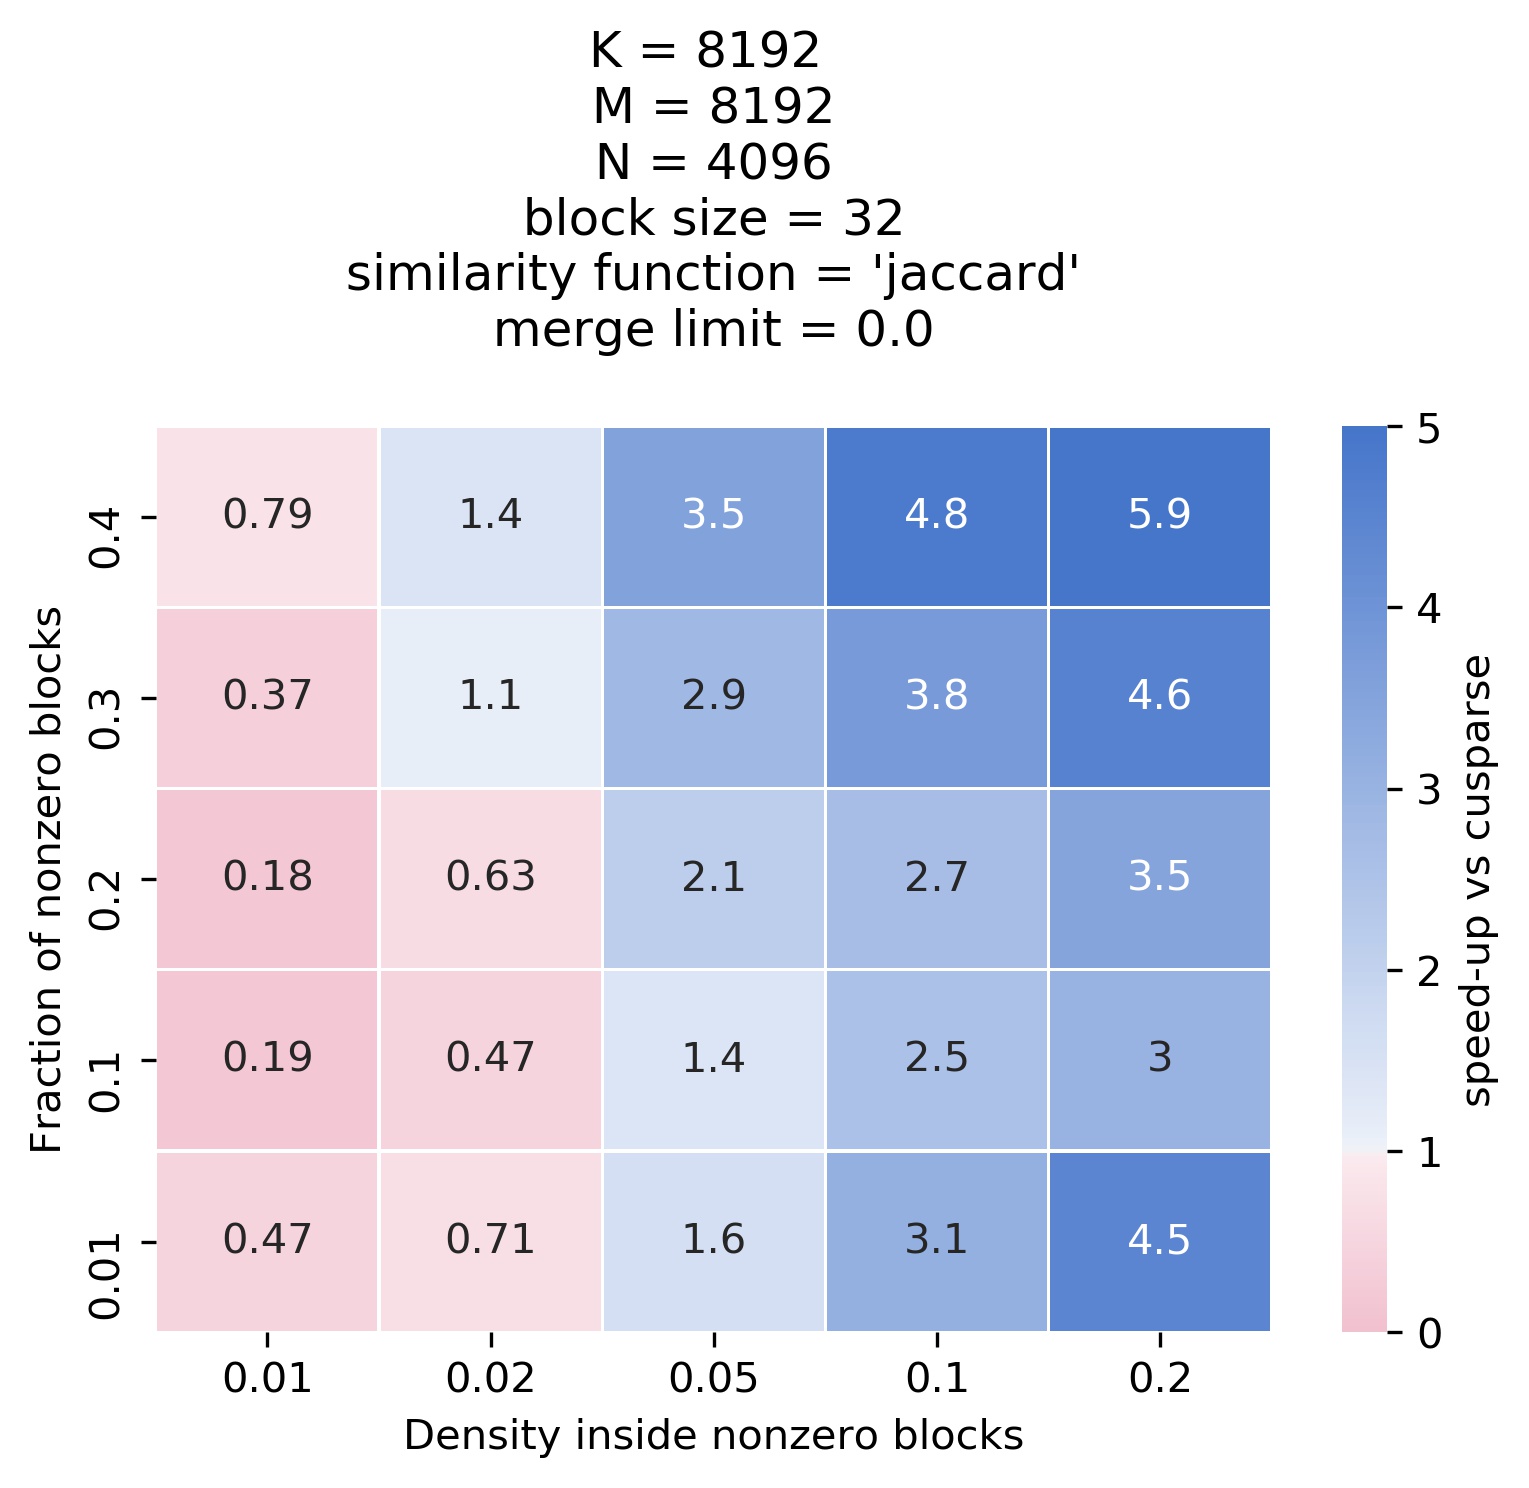 K = 8192
M = 8192
N = 4096
block size = 32
similarity function = 'jaccard'
merge limit = 0.0
Fraction of nonzero blocks
0.4 0.79 1.4 3.5 4.8 5.9
0.3 0.37 1.1 2.9 3.8 4.6
0.2 0.18 0.63 2.1 2.7 3.5
0.1 0.19 0.47 1.4 2.5 3
0.01 0.47 0.71 1.6 3.1 4.5
0.01 0.02 0.05 0.1 0.2
Density inside nonzero blocks
5
4
3
2
1
0
speed-up vs cusparse